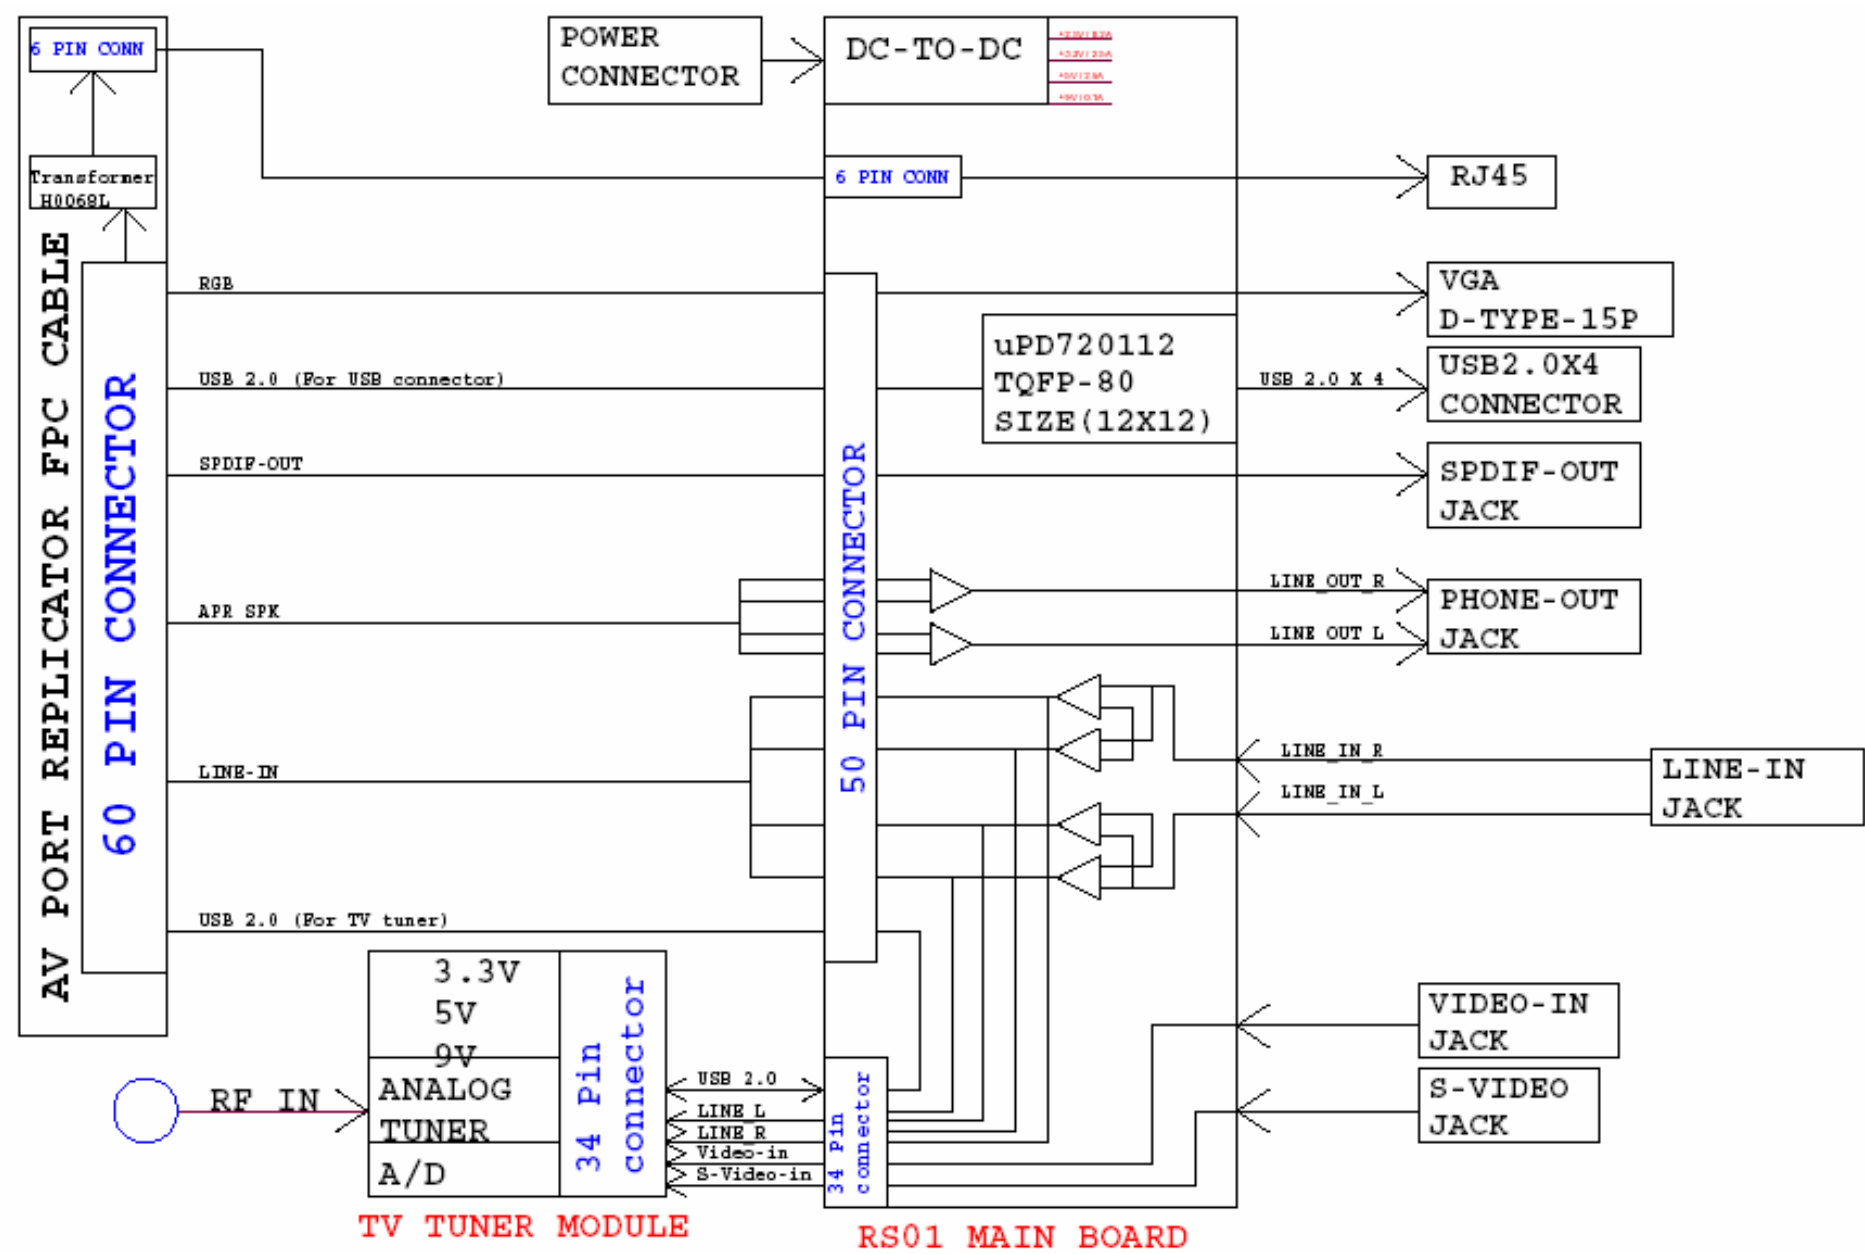 6 PIN CONN
POWER
CONNECTOR
DC-TO-DC
Transformer
H0068L
6 PIN CONN
RJ45
AV PORT REPLICATOR FPC CABLE
60 PIN CONNECTOR
RGB
VGA
D-TYPE-15P
uPD720112
TQFP-80
SIZE(12X12)
USB 2.0 (For USB connector)
USB 2.0 X 4
USB2.0X4
CONNECTOR
SPDIF-OUT
SPDIF-OUT
JACK
50 PIN CONNECTOR
APR SPK
LINE_OUT_R
LINE OUT L
PHONE-OUT
JACK
LINE-IN
LINE_IN_R
LINE_IN_L
LINE-IN
JACK
USB 2.0 (For TV tuner)
3.3V
5V
9V
ANALOG
TUNER
A/D
34 Pin
connector
RF IN
USB 2.0
LINE_L
LINE_R
Video-in
S-Video-in
34 Pin
connector
VIDEO-IN
JACK
S-VIDEO
JACK
TV TUNER MODULE
RS01 MAIN BOARD